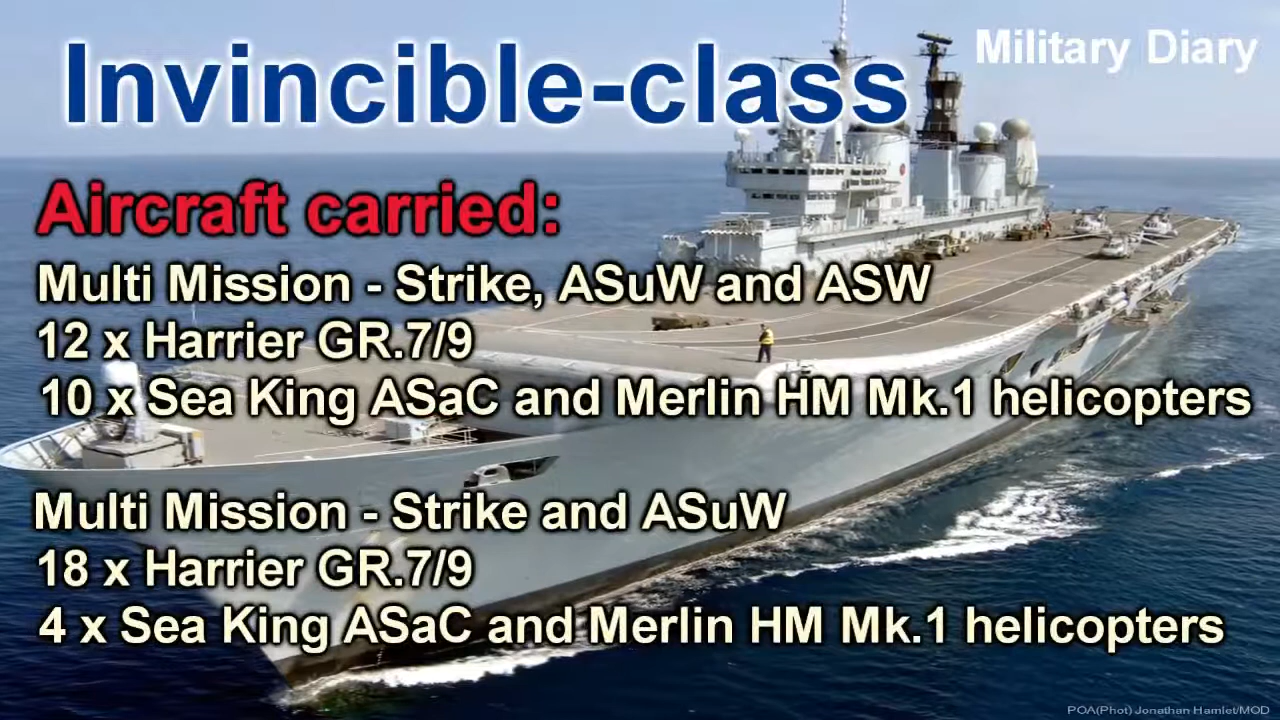 Invincible-class
Military Diary
Aircraft carried:
Multi Mission - Strike, ASuW and ASW
12 x Harrier GR.7/9
10 x Sea King ASaC and Merlin HM Mk.1 helicopters
Multi Mission - Strike and ASuW
18 x Harrier GR.7/9
4 x Sea King ASaC and Merlin HM Mk.1 helicopters
POA(Phot) Jonathan Hamlet/MOD